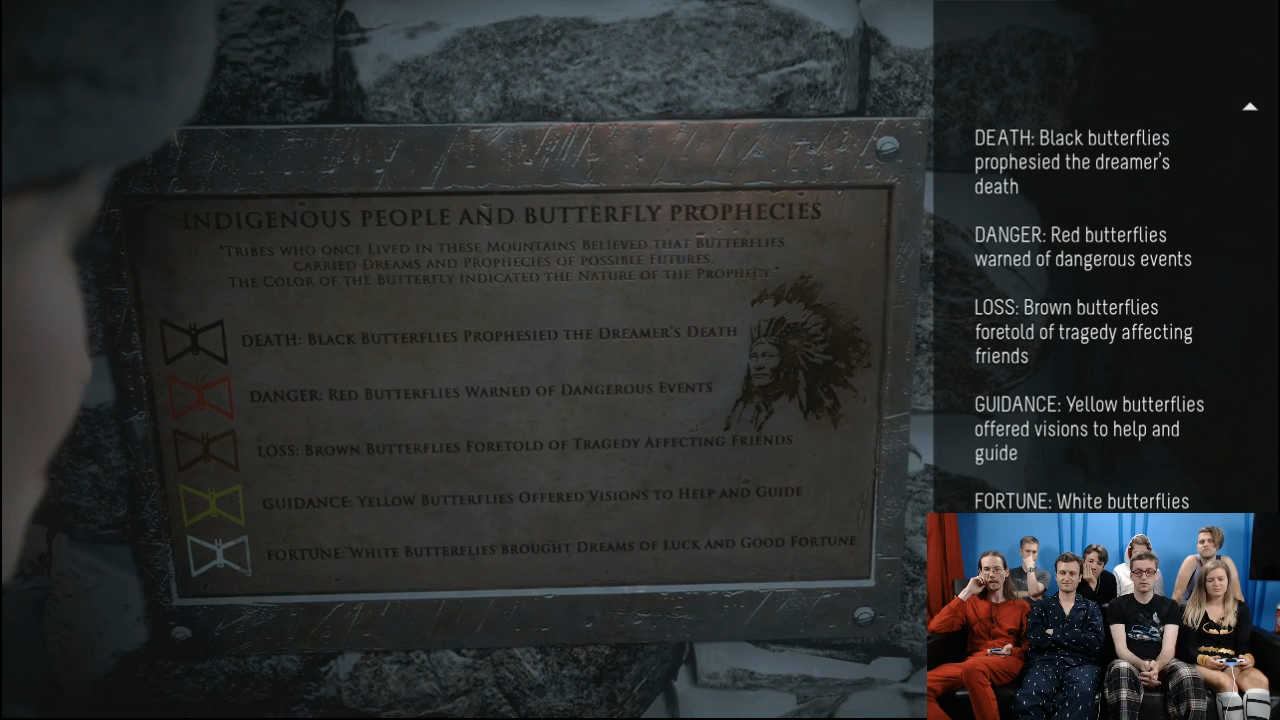 INDIGENOUS PEOPLE AND BUTTERFLY PROPHECIES
"TRIBES WHO ONCE LIVED IN THESE MOUNTAINS BELIEVED THAT BUTTERFLIES
CARRIED DREAMS AND PROPHECIES OF POSSIBLE FUTURES.
THE COLOR OF THE BUTTERFLY INDICATED THE NATURE OF THE PROPHECY."
DEATH: BLACK BUTTERFLIES PROPHESIED THE DREAMER'S DEATH
DANGER: RED BUTTERFLIES WARNED OF DANGEROUS EVENTS
LOSS: BROWN BUTTERFLIES FORETOLD OF TRAGEDY AFFECTING FRIENDS
GUIDANCE: YELLOW BUTTERFLIES OFFERED VISIONS TO HELP AND GUIDE
FORTUNE: WHITE BUTTERFLIES BROUGHT DREAMS OF LUCK AND GOOD FORTUNE
DEATH: Black butterflies
prophesied the dreamer's
death
DANGER: Red butterflies
warned of dangerous events
LOSS: Brown butterflies
foretold of tragedy affecting
friends
GUIDANCE: Yellow butterflies
offered visions to help and
guide
FORTUNE: White butterflies